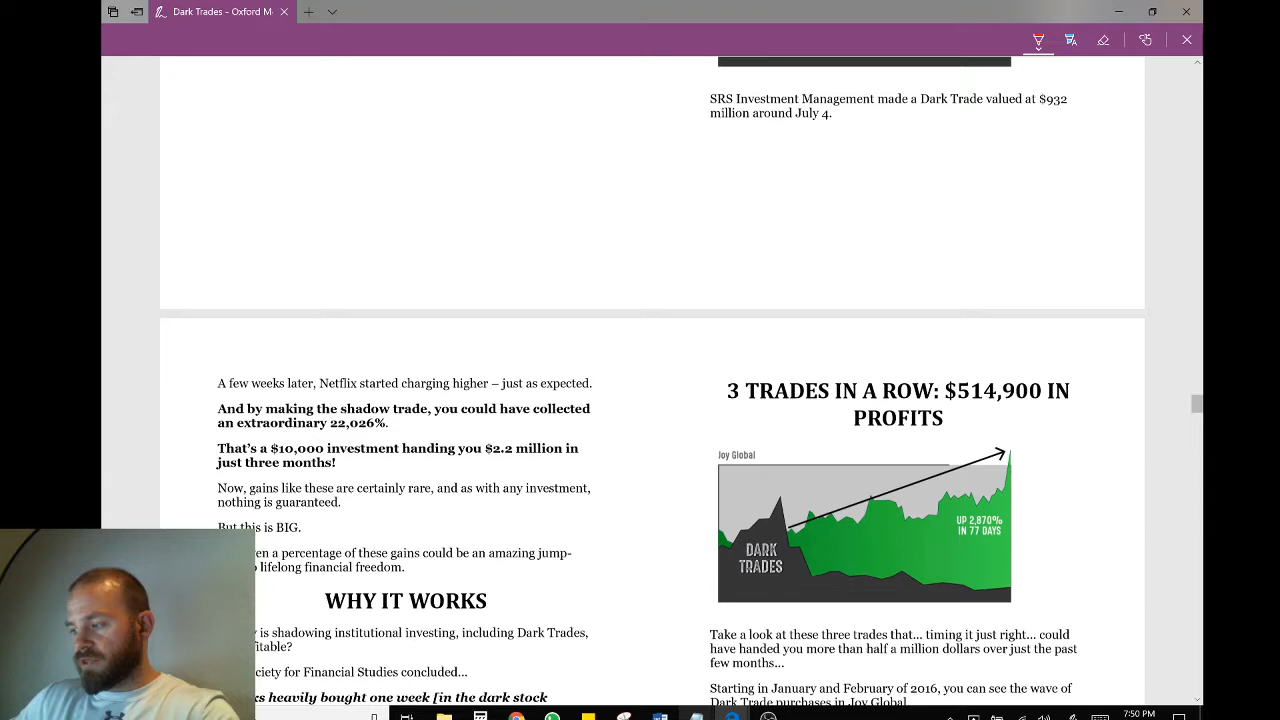 Dark Trades - Oxford M
SRS Investment Management made a Dark Trade valued at $932
million around July 4.
A few weeks later, Netflix started charging higher – just as expected.
And by making the shadow trade, you could have collected
an extraordinary 22,026%.
That's a $10,000 investment handing you $2.2 million in
just three months!
Now, gains like these are certainly rare, and as with any investment,
nothing is guaranteed.
But this is BIG.
a percentage of these gains could be an amazing jump-
lifelong financial freedom.
WHY IT WORKS
is shadowing institutional investing, including Dark Trades,
for Financial Studies concluded…
heavily bought one week [in the dark stock
3 TRADES IN A ROW: $514,900 IN
PROFITS
Joy Global
UP 2,870%
IN 77 DAYS
DARK
TRADES
Take a look at these three trades that… timing it just right… could
have handed you more than half a million dollars over just the past
few months…
Starting in January and February of 2016, you can see the wave of
Dark Trade purchases in Joy Global
7:50 PM